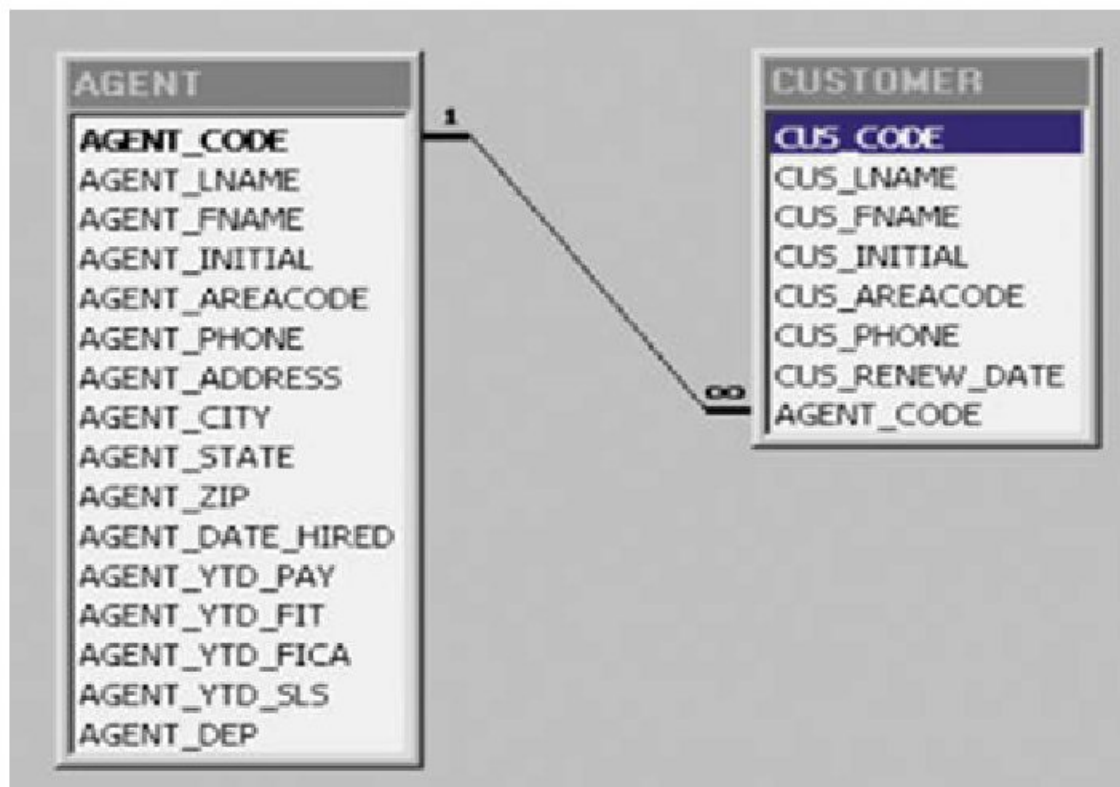 AGENT
AGENT_CODE
AGENT_LNAME
AGENT_FNAME
AGENT_INITIAL
AGENT_AREACODE
AGENT_PHONE
AGENT_ADDRESS
AGENT_CITY
AGENT_STATE
AGENT_ZIP
AGENT_DATE_HIRED
AGENT_YTD_PAY
AGENT_YTD_FIT
AGENT_YTD_FICA
AGENT_YTD_SLS
AGENT_DEP
1
∞
CUSTOMER
CUS_CODE
CUS_LNAME
CUS_FNAME
CUS_INITIAL
CUS_AREACODE
CUS_PHONE
CUS_RENEW_DATE
AGENT_CODE